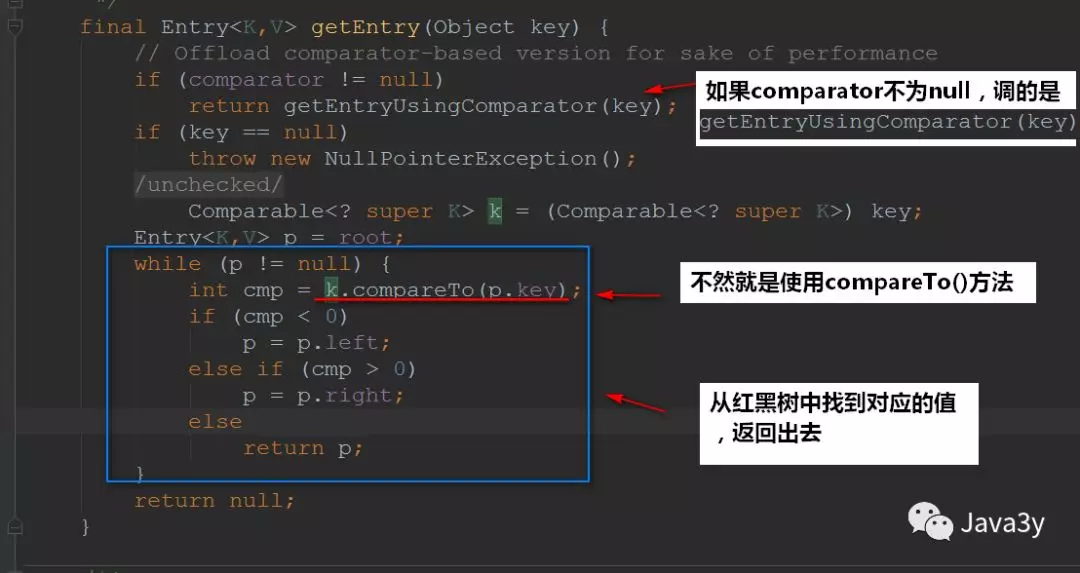 */
final Entry<K,V> getEntry(Object key) {
// Offload comparator-based version for sake of performance
if (comparator != null)
return getEntryUsingComparator(key);
如果comparator不为null，调的是
getEntryUsingComparator(key)
if (key == null)
throw new NullPointerException();
/unchecked/
Comparable<? super K> k = (Comparable<? super K>) key;
Entry<K,V> p = root;
while (p != null) {
int cmp = k.compareTo(p.key);
不然就是使用compareTo()方法
if (cmp < 0)
p = p.left;
else if (cmp > 0)
p = p.right;
从红黑树中找到对应的值
，返回出去
else
return p;
}
return null;
}
Java3y